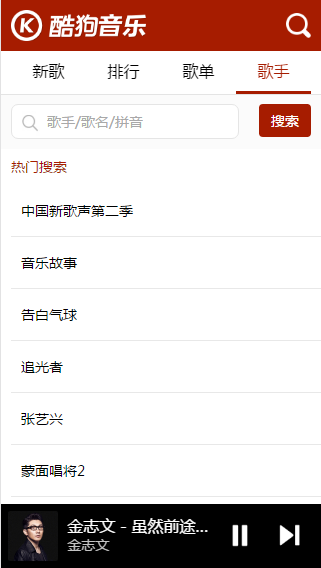 酷狗音乐
新歌 排行 歌单 歌手
歌手/歌名/拼音 搜索
热门搜索
中国新歌声第二季
音乐故事
告白气球
追光者
张艺兴
蒙面唱将2
金志文 - 虽然前途...
金志文